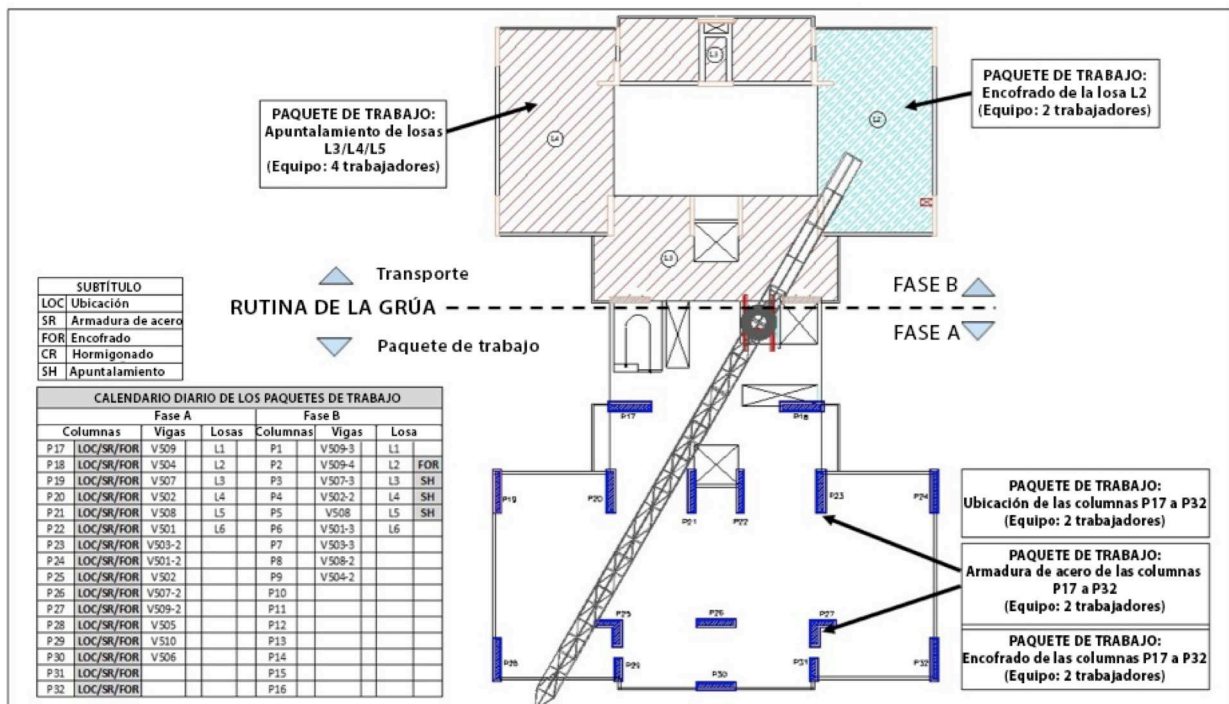 PAQUETE DE TRABAJO:
Apuntalamiento de losas
L3/L4/L5
(Equipo: 4 trabajadores)
PAQUETE DE TRABAJO:
Encofrado de la losa L2
(Equipo: 2 trabajadores)
L3
L4
L2
L3
SUBTÍTULO
LOC Ubicación
SR Armadura de acero
FOR Encofrado
CR Hormigonado
SH Apuntalamiento
Transporte
RUTINA DE LA GRÚA
Paquete de trabajo
FASE B
FASE A
CALENDARIO DIARIO DE LOS PAQUETES DE TRABAJO
Fase A Fase B
Columnas Vigas Losas Columnas Vigas Losa
P17 LOC/SR/FOR V509 L1 P1 V509-3 L1
P18 LOC/SR/FOR V504 L2 P2 V509-4 L2 FOR
P19 LOC/SR/FOR V507 L3 P3 V507-3 L3 SH
P20 LOC/SR/FOR V502 L4 P4 V502-2 L4 SH
P21 LOC/SR/FOR V508 L5 P5 V508 L5 SH
P22 LOC/SR/FOR V501 L6 P6 V501-3 L6
P23 LOC/SR/FOR V503-2 P7 V503-3
P24 LOC/SR/FOR V501-2 P8 V508-2
P25 LOC/SR/FOR V502 P9 V504-2
P26 LOC/SR/FOR V507-2 P10
P27 LOC/SR/FOR V509-2 P11
P28 LOC/SR/FOR V505 P12
P29 LOC/SR/FOR V510 P13
P30 LOC/SR/FOR V506 P14
P31 LOC/SR/FOR P15
P32 LOC/SR/FOR P16
P17
P18
P19
P20
P21
P22
P23
P24
P25
P26
P27
P28
P29
P30
P31
P32
PAQUETE DE TRABAJO:
Ubicación de las columnas P17 a P32
(Equipo: 2 trabajadores)
PAQUETE DE TRABAJO:
Armadura de acero de las columnas
P17 a P32
(Equipo: 2 trabajadores)
PAQUETE DE TRABAJO:
Encofrado de las columnas P17 a P32
(Equipo: 2 trabajadores)